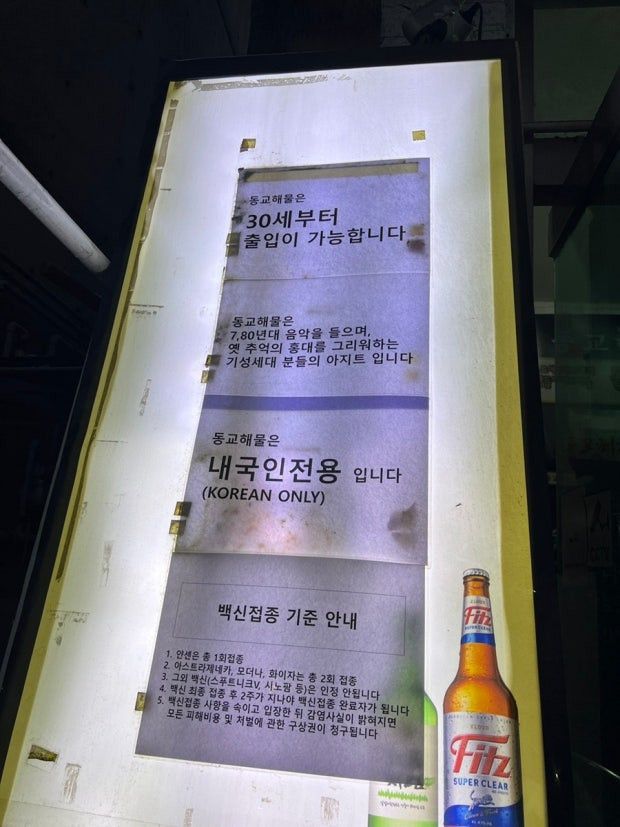 동교해물은
30세부터
출입이 가능합니다
동교해물은
7,80년대 음악을 들으며,
옛 추억의 홍대를 그리워하는
기성세대 분들의 아지트 입니다
동교해물은
내국인전용 입니다
(KOREAN ONLY)
백신접종 기준 안내
1. 얀센은 총 1회접종
2. 아스트라제네카, 모더나, 화이자는 총 2회 접종
3. 그외 백신(스푸트니크V, 시노팜 등)은 인정 안됩니다
4. 백신 최종 접종 후 2주가 지나야 백신접종 완료자가 됩니다
5. 백신접종 사항을 속이고 입장한 뒤 감염사실이 밝혀지면
모든 피해비용 및 처벌에 관한 구상권이 청구됩니다
KLOUD
Fitz
SUPER CLEAR
KLOUD
Fitz
SUPER CLEAR
CCTV